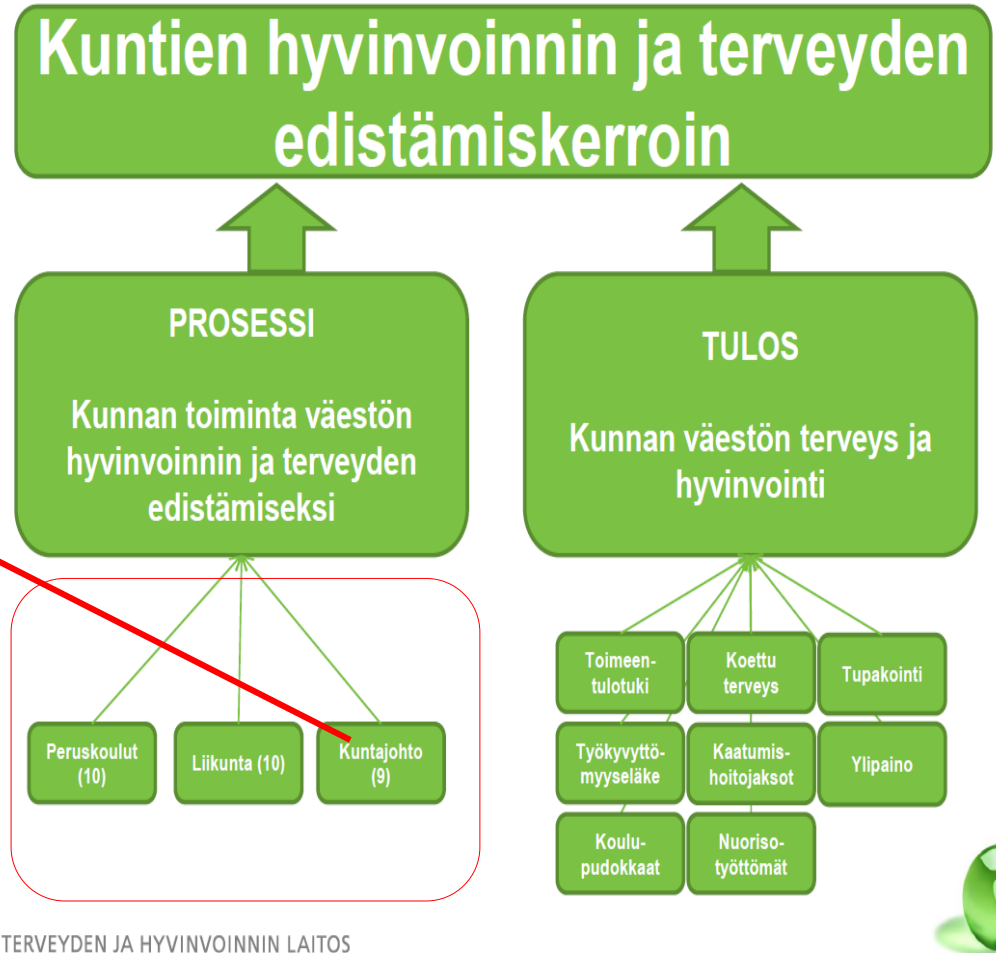 Kuntien hyvinvoinnin ja terveyden
edistämiskerroin
PROSESSI
Kunnan toiminta väestön
hyvinvoinnin ja terveyden
edistämiseksi
TULOS
Kunnan väestön terveys ja
hyvinvointi
Peruskoulut
(10)
Liikunta (10)
Kuntajohto
(9)
Toimeen-
tulotuki
Koettu
terveys
Tupakointi
Työkyvyttö-
myyseläke
Kaatumis-
hoitojaksot
Ylipaino
Koulu-
pudokkaat
Nuoriso-
työttömät
TERVEYDEN JA HYVINVOINNIN LAITOS